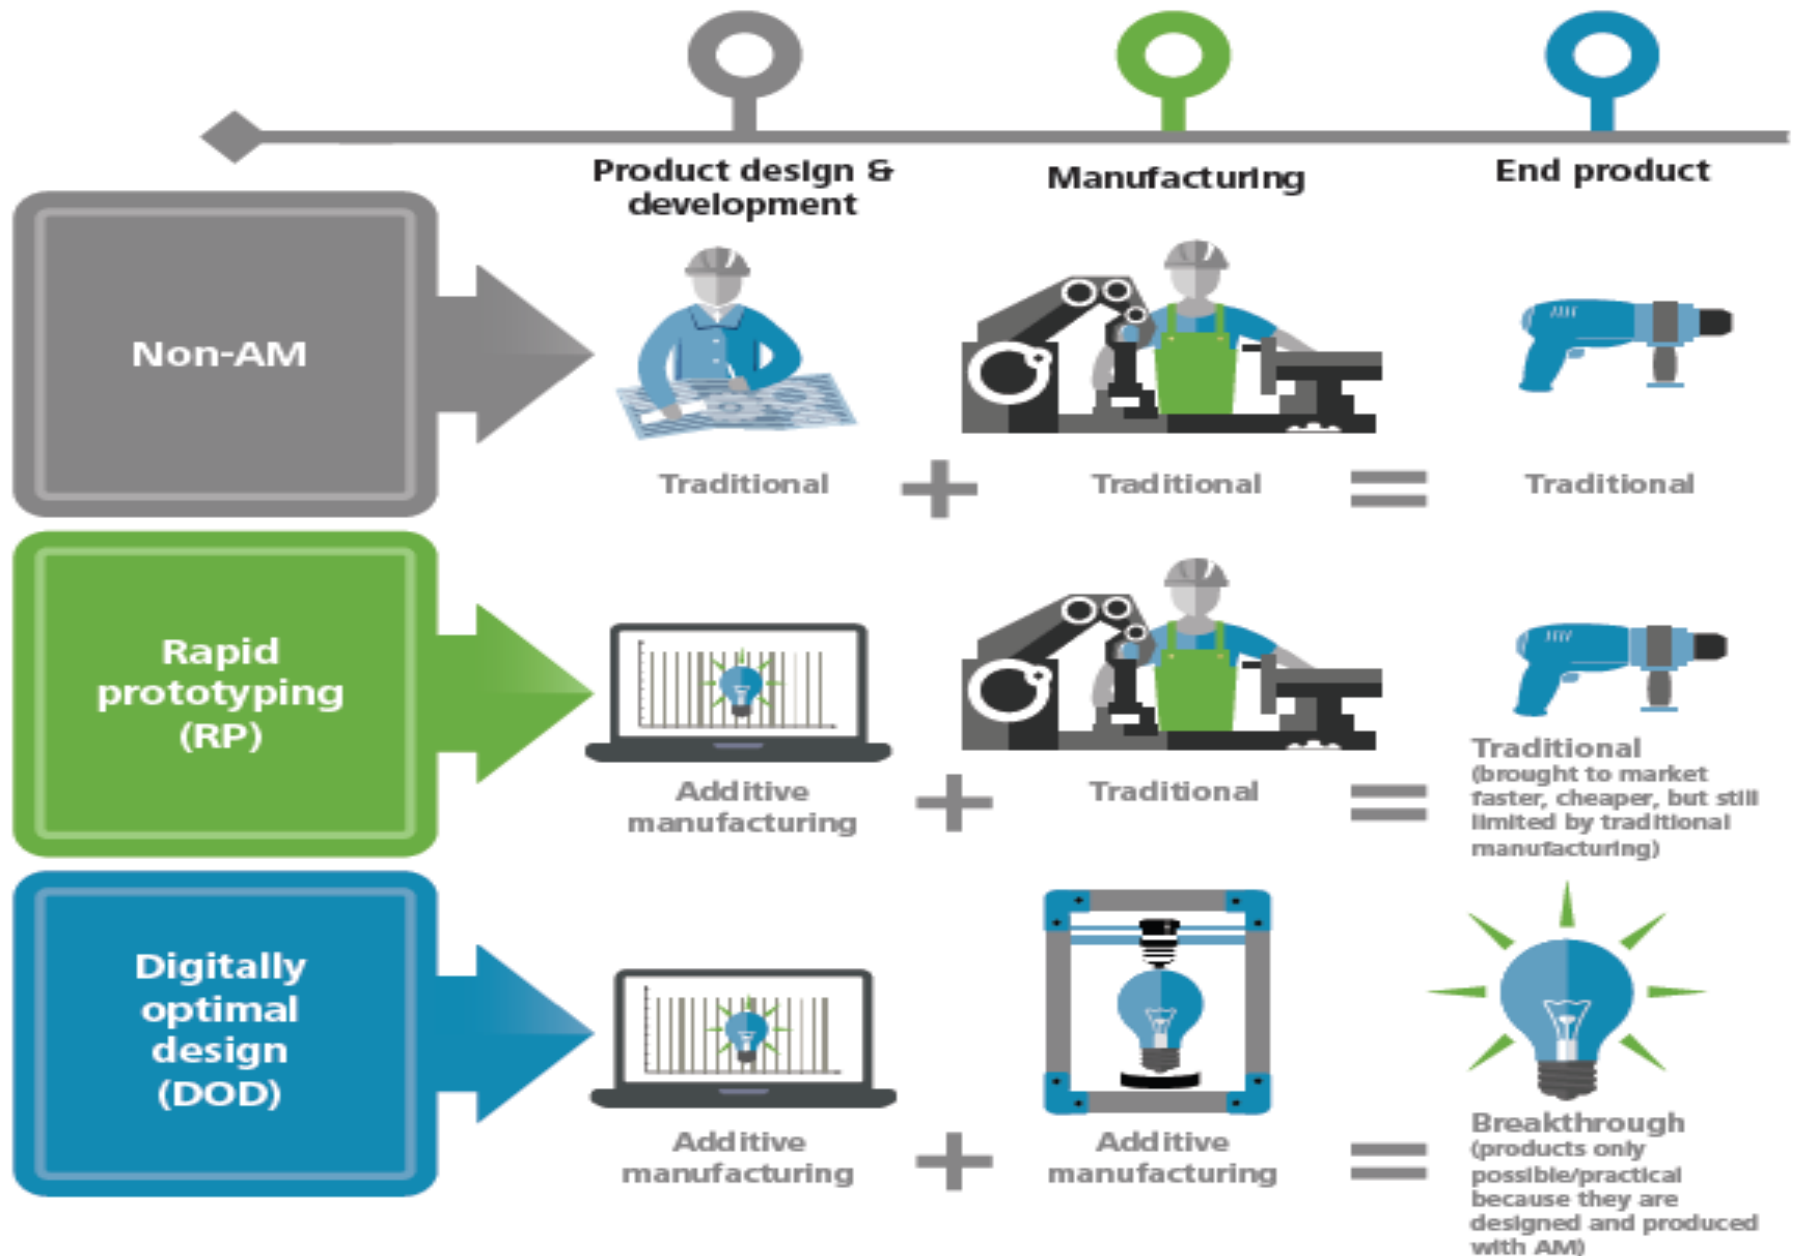 Product design &
development
Manufacturing
End product
Non-AM
Traditional
Traditional
Traditional
Rapid
prototyping
(RP)
Additive
manufacturing
Traditional
Traditional
(brought to market
faster, cheaper, but still
limited by traditional
manufacturing)
Digitally
optimal
design
(DOD)
Additive
manufacturing
Additive
manufacturing
Breakthrough
(products only
possible/practical
because they are
designed and produced
with AM)